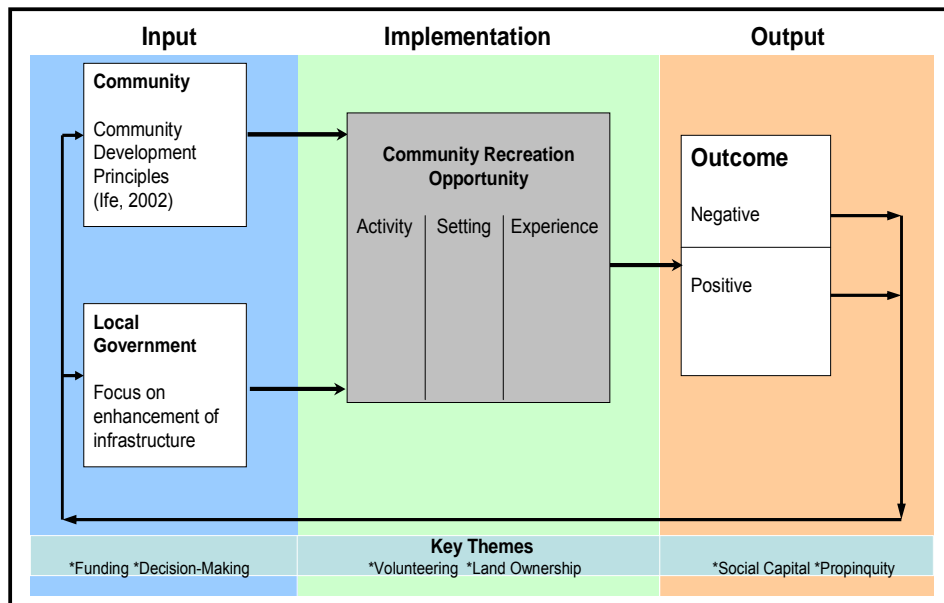 Input
Implementation
Output
Community
Community
Development
Principles
(Ife, 2002)
Local
Government
Focus on
enhancement of
infrastructure
Community Recreation
Opportunity
Activity Setting Experience
Outcome
Negative
Positive
Key Themes
*Funding *Decision-Making
*Volunteering *Land Ownership
*Social Capital *Propinquity